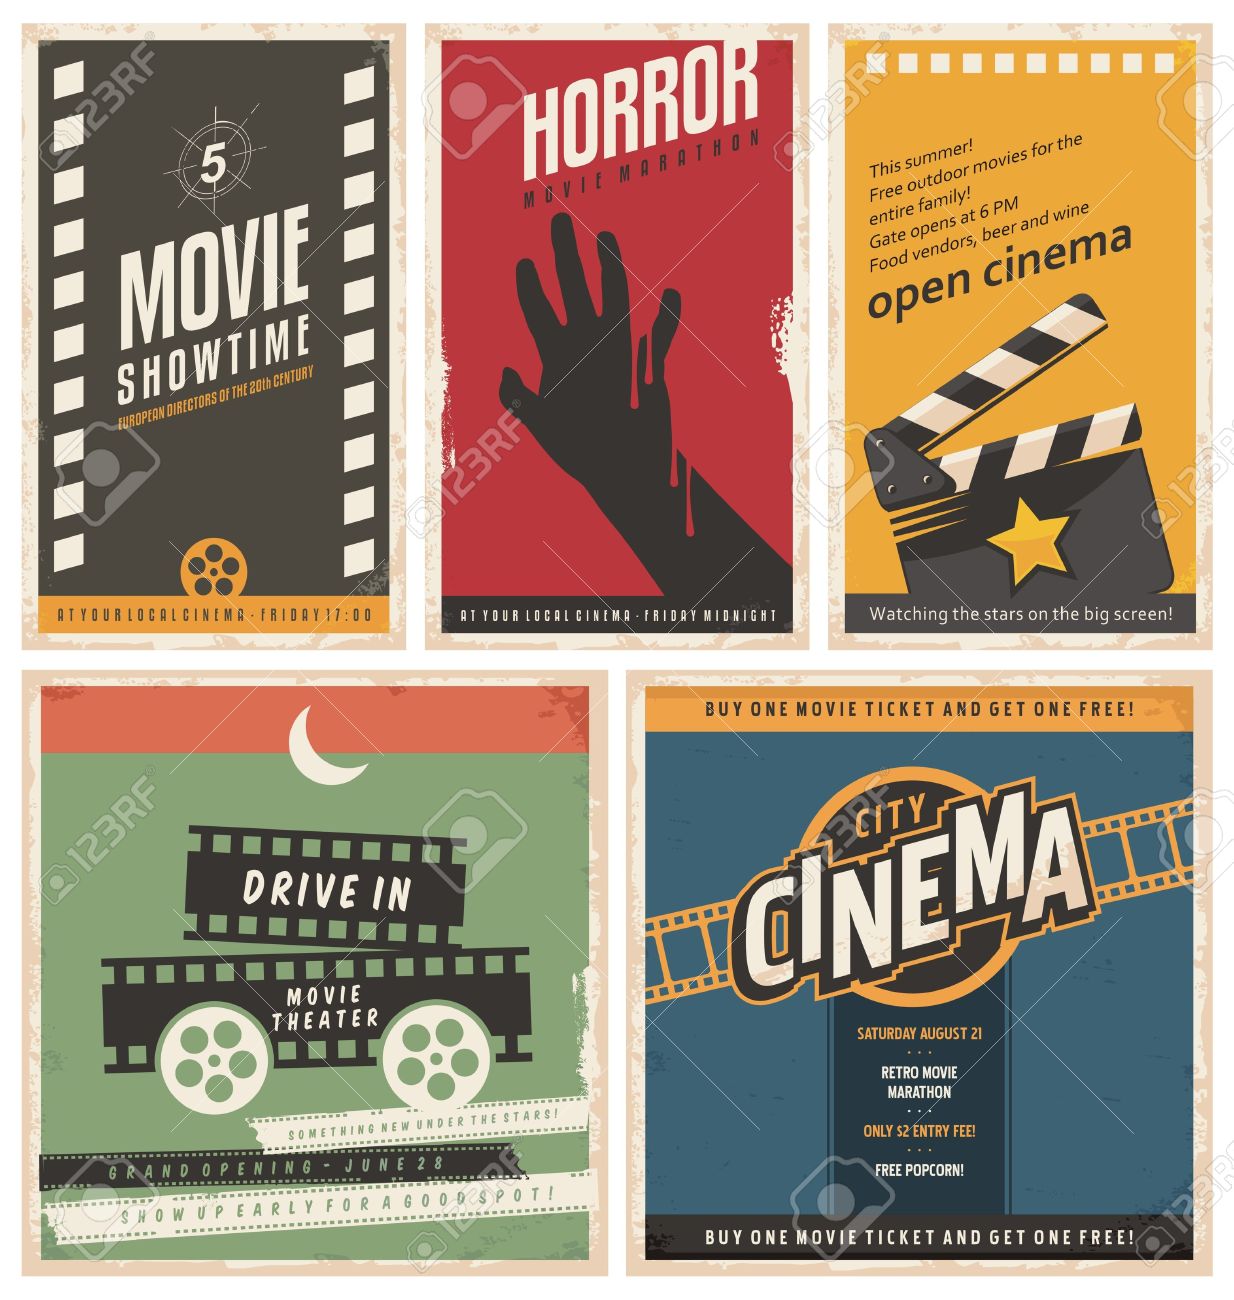 5
MOVIE
SHOWTIME
EUROPEAN DIRECTORS OF THE 20th CENTURY
AT YOUR LOCAL CINEMA - FRIDAY 17:00
HORROR
MOVIE MARATHON
AT YOUR LOCAL CINEMA - FRIDAY MIDNIGHT
This summer!
Free outdoor movies for the
entire family!
Gate opens at 6 PM
Food vendors, beer and wine
open cinema
Watching the stars on the big screen!
DRIVE IN
MOVIE
THEATER
SOMETHING NEW UNDER THE STARS!
GRAND OPENING - JUNE 28
SHOW UP EARLY FOR A GOOD SPOT!
BUY ONE MOVIE TICKET AND GET ONE FREE!
CITY
CINEMA
SATURDAY AUGUST 21
RETRO MOVIE
MARATHON
ONLY $2 ENTRY FEE!
FREE POPCORN!
BUY ONE MOVIE TICKET AND GET ONE FREE!
123RF